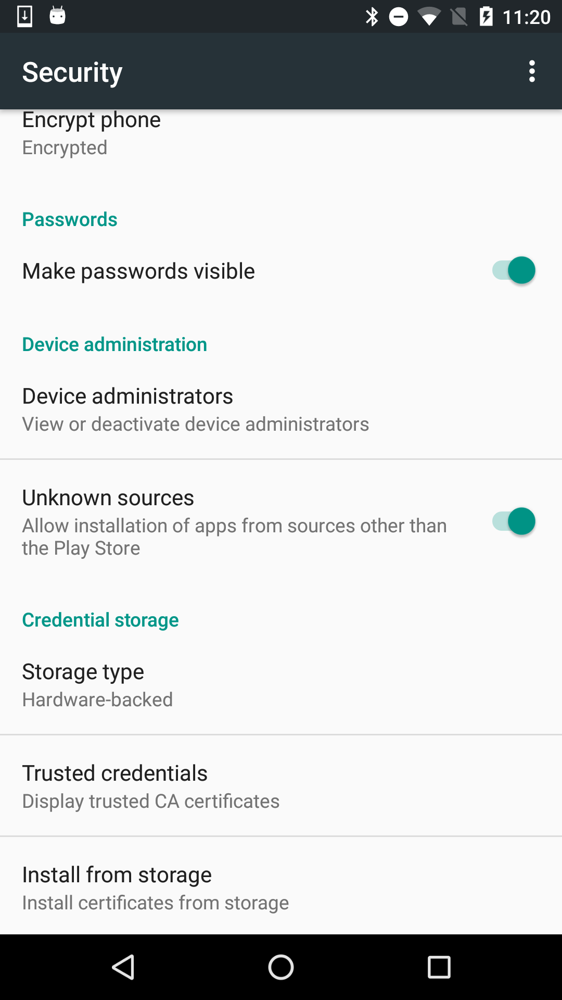 11:20
Security
Encrypt phone
Encrypted
Passwords
Make passwords visible
Device administration
Device administrators
View or deactivate device administrators
Unknown sources
Allow installation of apps from sources other than
the Play Store
Credential storage
Storage type
Hardware-backed
Trusted credentials
Display trusted CA certificates
Install from storage
Install certificates from storage